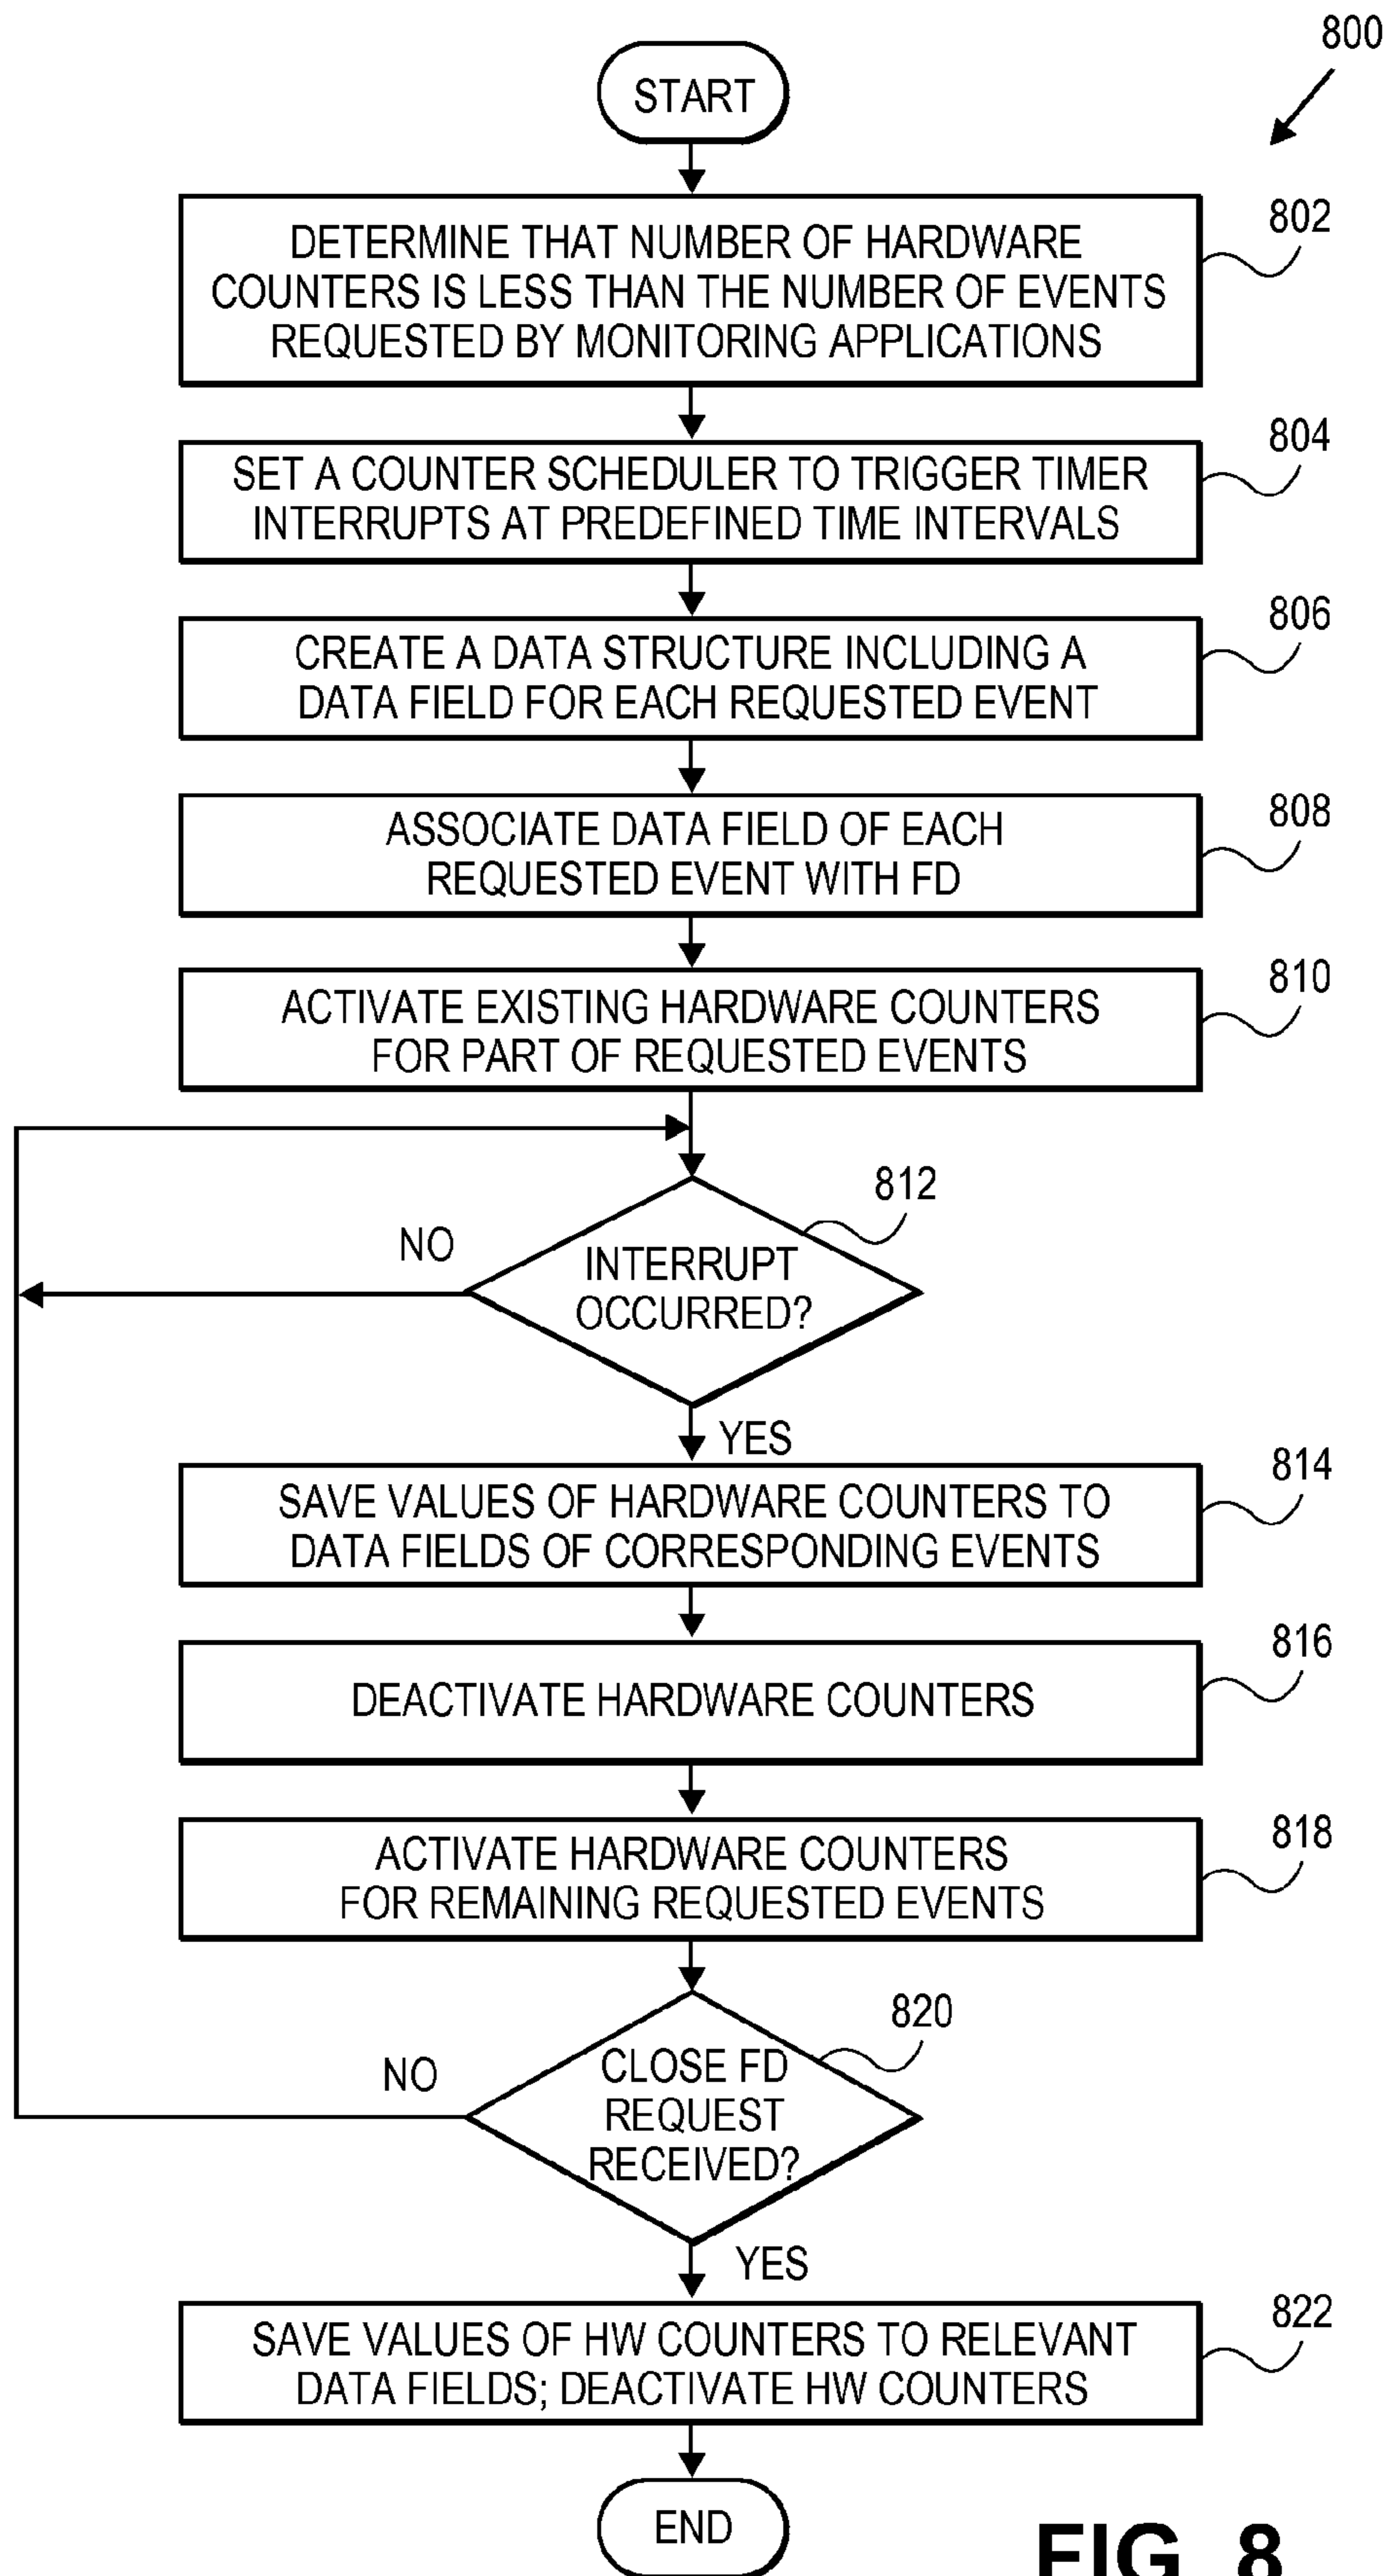 800
START
802
DETERMINE THAT NUMBER OF HARDWARE
COUNTERS IS LESS THAN THE NUMBER OF EVENTS
REQUESTED BY MONITORING APPLICATIONS
804
SET A COUNTER SCHEDULER TO TRIGGER TIMER
INTERRUPTS AT PREDEFINED TIME INTERVALS
806
CREATE A DATA STRUCTURE INCLUDING A
DATA FIELD FOR EACH REQUESTED EVENT
808
ASSOCIATE DATA FIELD OF EACH
REQUESTED EVENT WITH FD
810
ACTIVATE EXISTING HARDWARE COUNTERS
FOR PART OF REQUESTED EVENTS
812
NO
INTERRUPT
OCCURRED?
YES
814
SAVE VALUES OF HARDWARE COUNTERS TO
DATA FIELDS OF CORRESPONDING EVENTS
816
DEACTIVATE HARDWARE COUNTERS
818
ACTIVATE HARDWARE COUNTERS
FOR REMAINING REQUESTED EVENTS
820
NO
CLOSE FD
REQUEST
RECEIVED?
YES
822
SAVE VALUES OF HW COUNTERS TO RELEVANT
DATA FIELDS; DEACTIVATE HW COUNTERS
END
FIG. 8